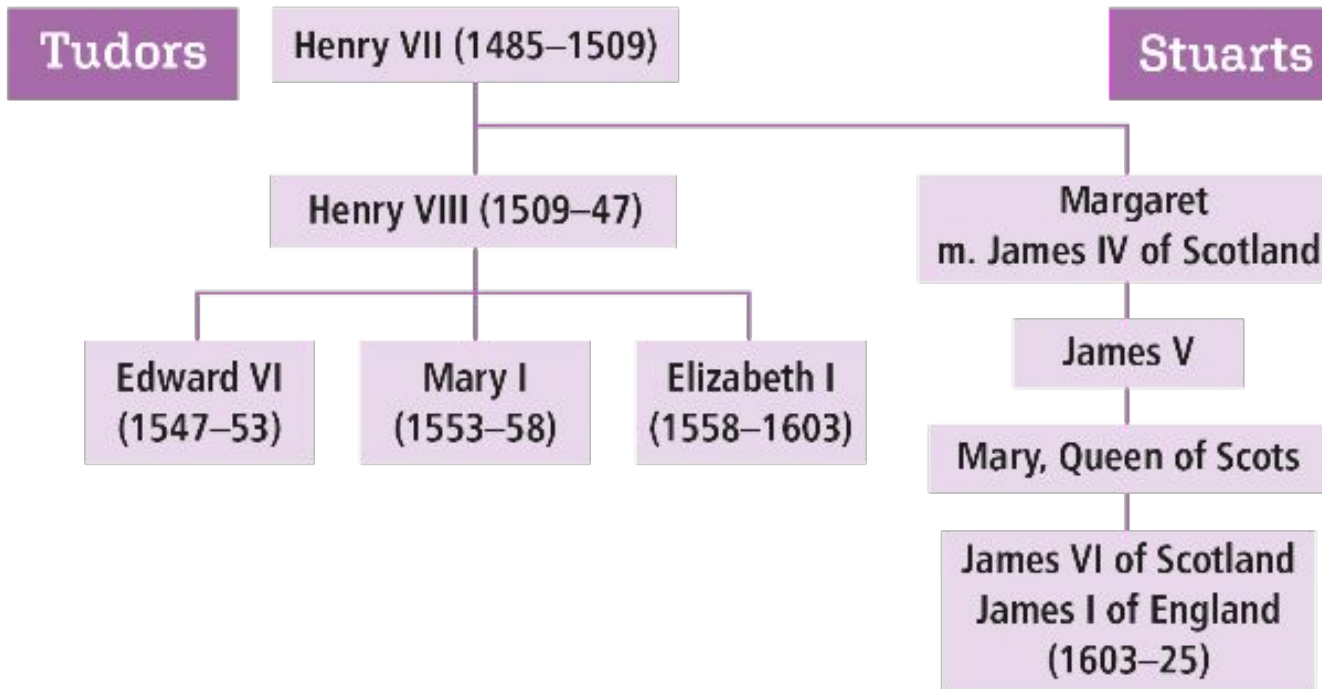 Tudors
Henry VII (1485–1509)
Stuarts
Henry VIII (1509–47)
Margaret
m. James IV of Scotland
Edward VI
(1547–53)
Mary I
(1553–58)
Elizabeth I
(1558–1603)
James V
Mary, Queen of Scots
James VI of Scotland
James I of England
(1603–25)